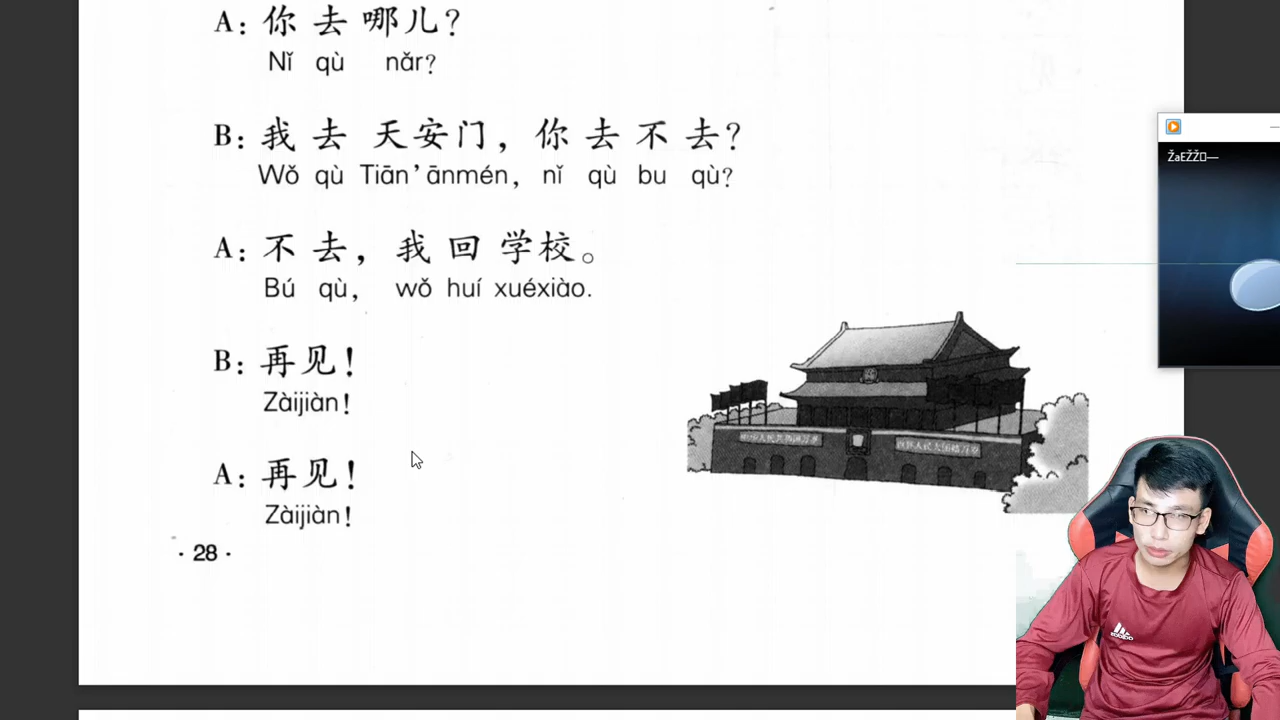 A: 你去哪儿?
Nǐ qù nǎr?
B: 我去天安门, 你去不去?
Wǒ qù Tiān'ānmén, nǐ qù bu qù?
A: 不去, 我回学校。
Bú qù, wǒ huí xuéxiào.
B: 再见!
Zàijiàn!
A: 再见!
Zàijiàn!
· 28 ·
adidas